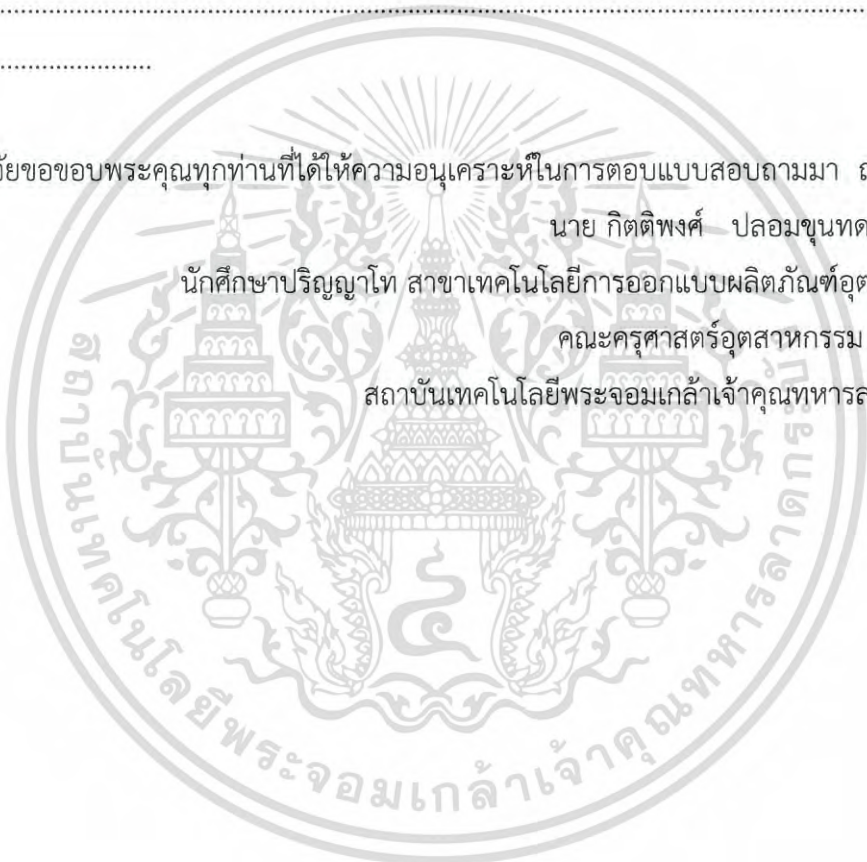 ....................................................................................................
......................
ัยขอขอบพระคุณทุกท่านที่ได้ให้ความอนุเคราะห์ในการตอบแบบสอบถามมา
นาย กิตติพงศ์ ปลอมขุนทด
นักศึกษาปริญญาโท สาขาเทคโนโลยีการออกแบบผลิตภัณฑ์อุต
คณะครุศาสตร์อุตสาหกรรม
สถาบันเทคโนโลยีพระจอมเกล้าเจ้าคุณทหารล
สถาบันเทคโนโลยีพระจอมเกล้าเจ้าคุณทหารลาดกระบัง
๔